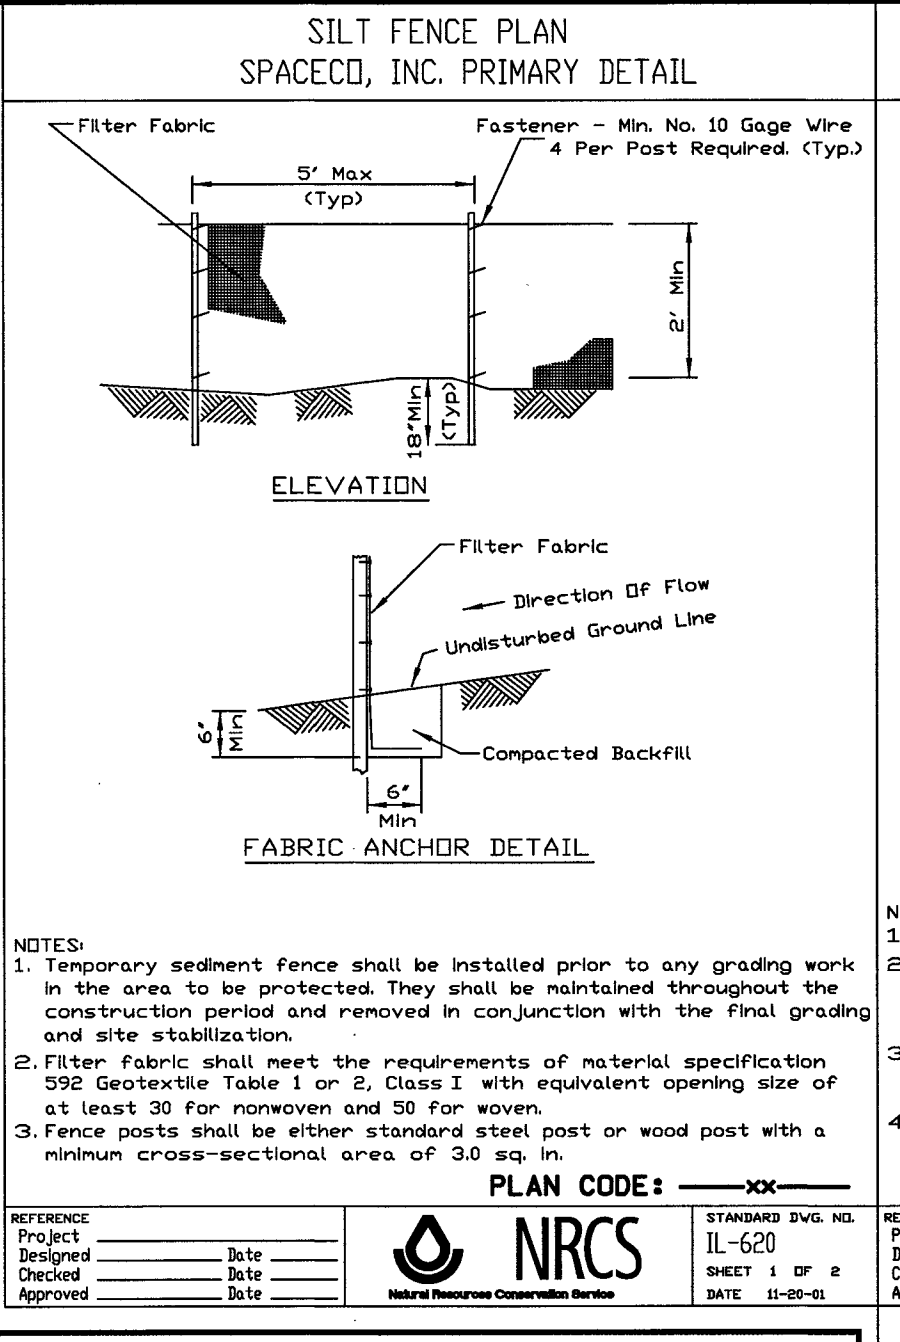 SILT FENCE PLAN
SPACECO, INC. PRIMARY DETAIL
Filter Fabric
Fastener - Min. No. 10 Gage Wire
4 Per Post Required. (Typ.)
5' Max
(Typ)
2' Min
18"Min
(Typ)
ELEVATION
Filter Fabric
Direction Of Flow
Undisturbed Ground Line
6"
Min
Compacted Backfill
6"
Min
FABRIC ANCHOR DETAIL
NOTES:
1. Temporary sediment fence shall be installed prior to any grading work
in the area to be protected. They shall be maintained throughout the
construction period and removed in conjunction with the final grading
and site stabilization.
2. Filter fabric shall meet the requirements of material specification
592 Geotextile Table 1 or 2, Class I with equivalent opening size of
at least 30 for nonwoven and 50 for woven.
3. Fence posts shall be either standard steel post or wood post with a
minimum cross-sectional area of 3.0 sq. in.
PLAN CODE: xx
REFERENCE
Project
Designed Date
Checked Date
Approved Date
NRCS
Natural Resources Conservation Service
STANDARD DWG. NO.
IL-620
SHEET 1 OF 2
DATE 11-20-01
N
1
2
3
4
RE
P
D
C
A